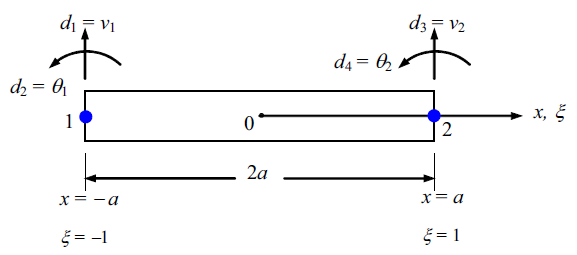 d₁ = v₁
d₃ = v₂
d₂ = θ₁
d₄ = θ₂
1
0
2
x, ξ
2a
x = −a
x = a
ξ = −1
ξ = 1